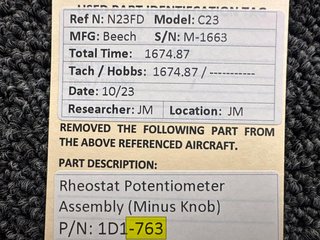 USED PART IDENTIFICATION TAG
Ref N: N23FD Model: C23
MFG: Beech S/N: M-1663
Total Time: 1674.87
Tach / Hobbs: 1674.87 / -----------
Date: 10/23
Researcher: JM Location: JM
REMOVED THE FOLLOWING PART FROM
THE ABOVE REFERENCED AIRCRAFT.
PART DESCRIPTION:
Rheostat Potentiometer
Assembly (Minus Knob)
P/N: 1D1-763